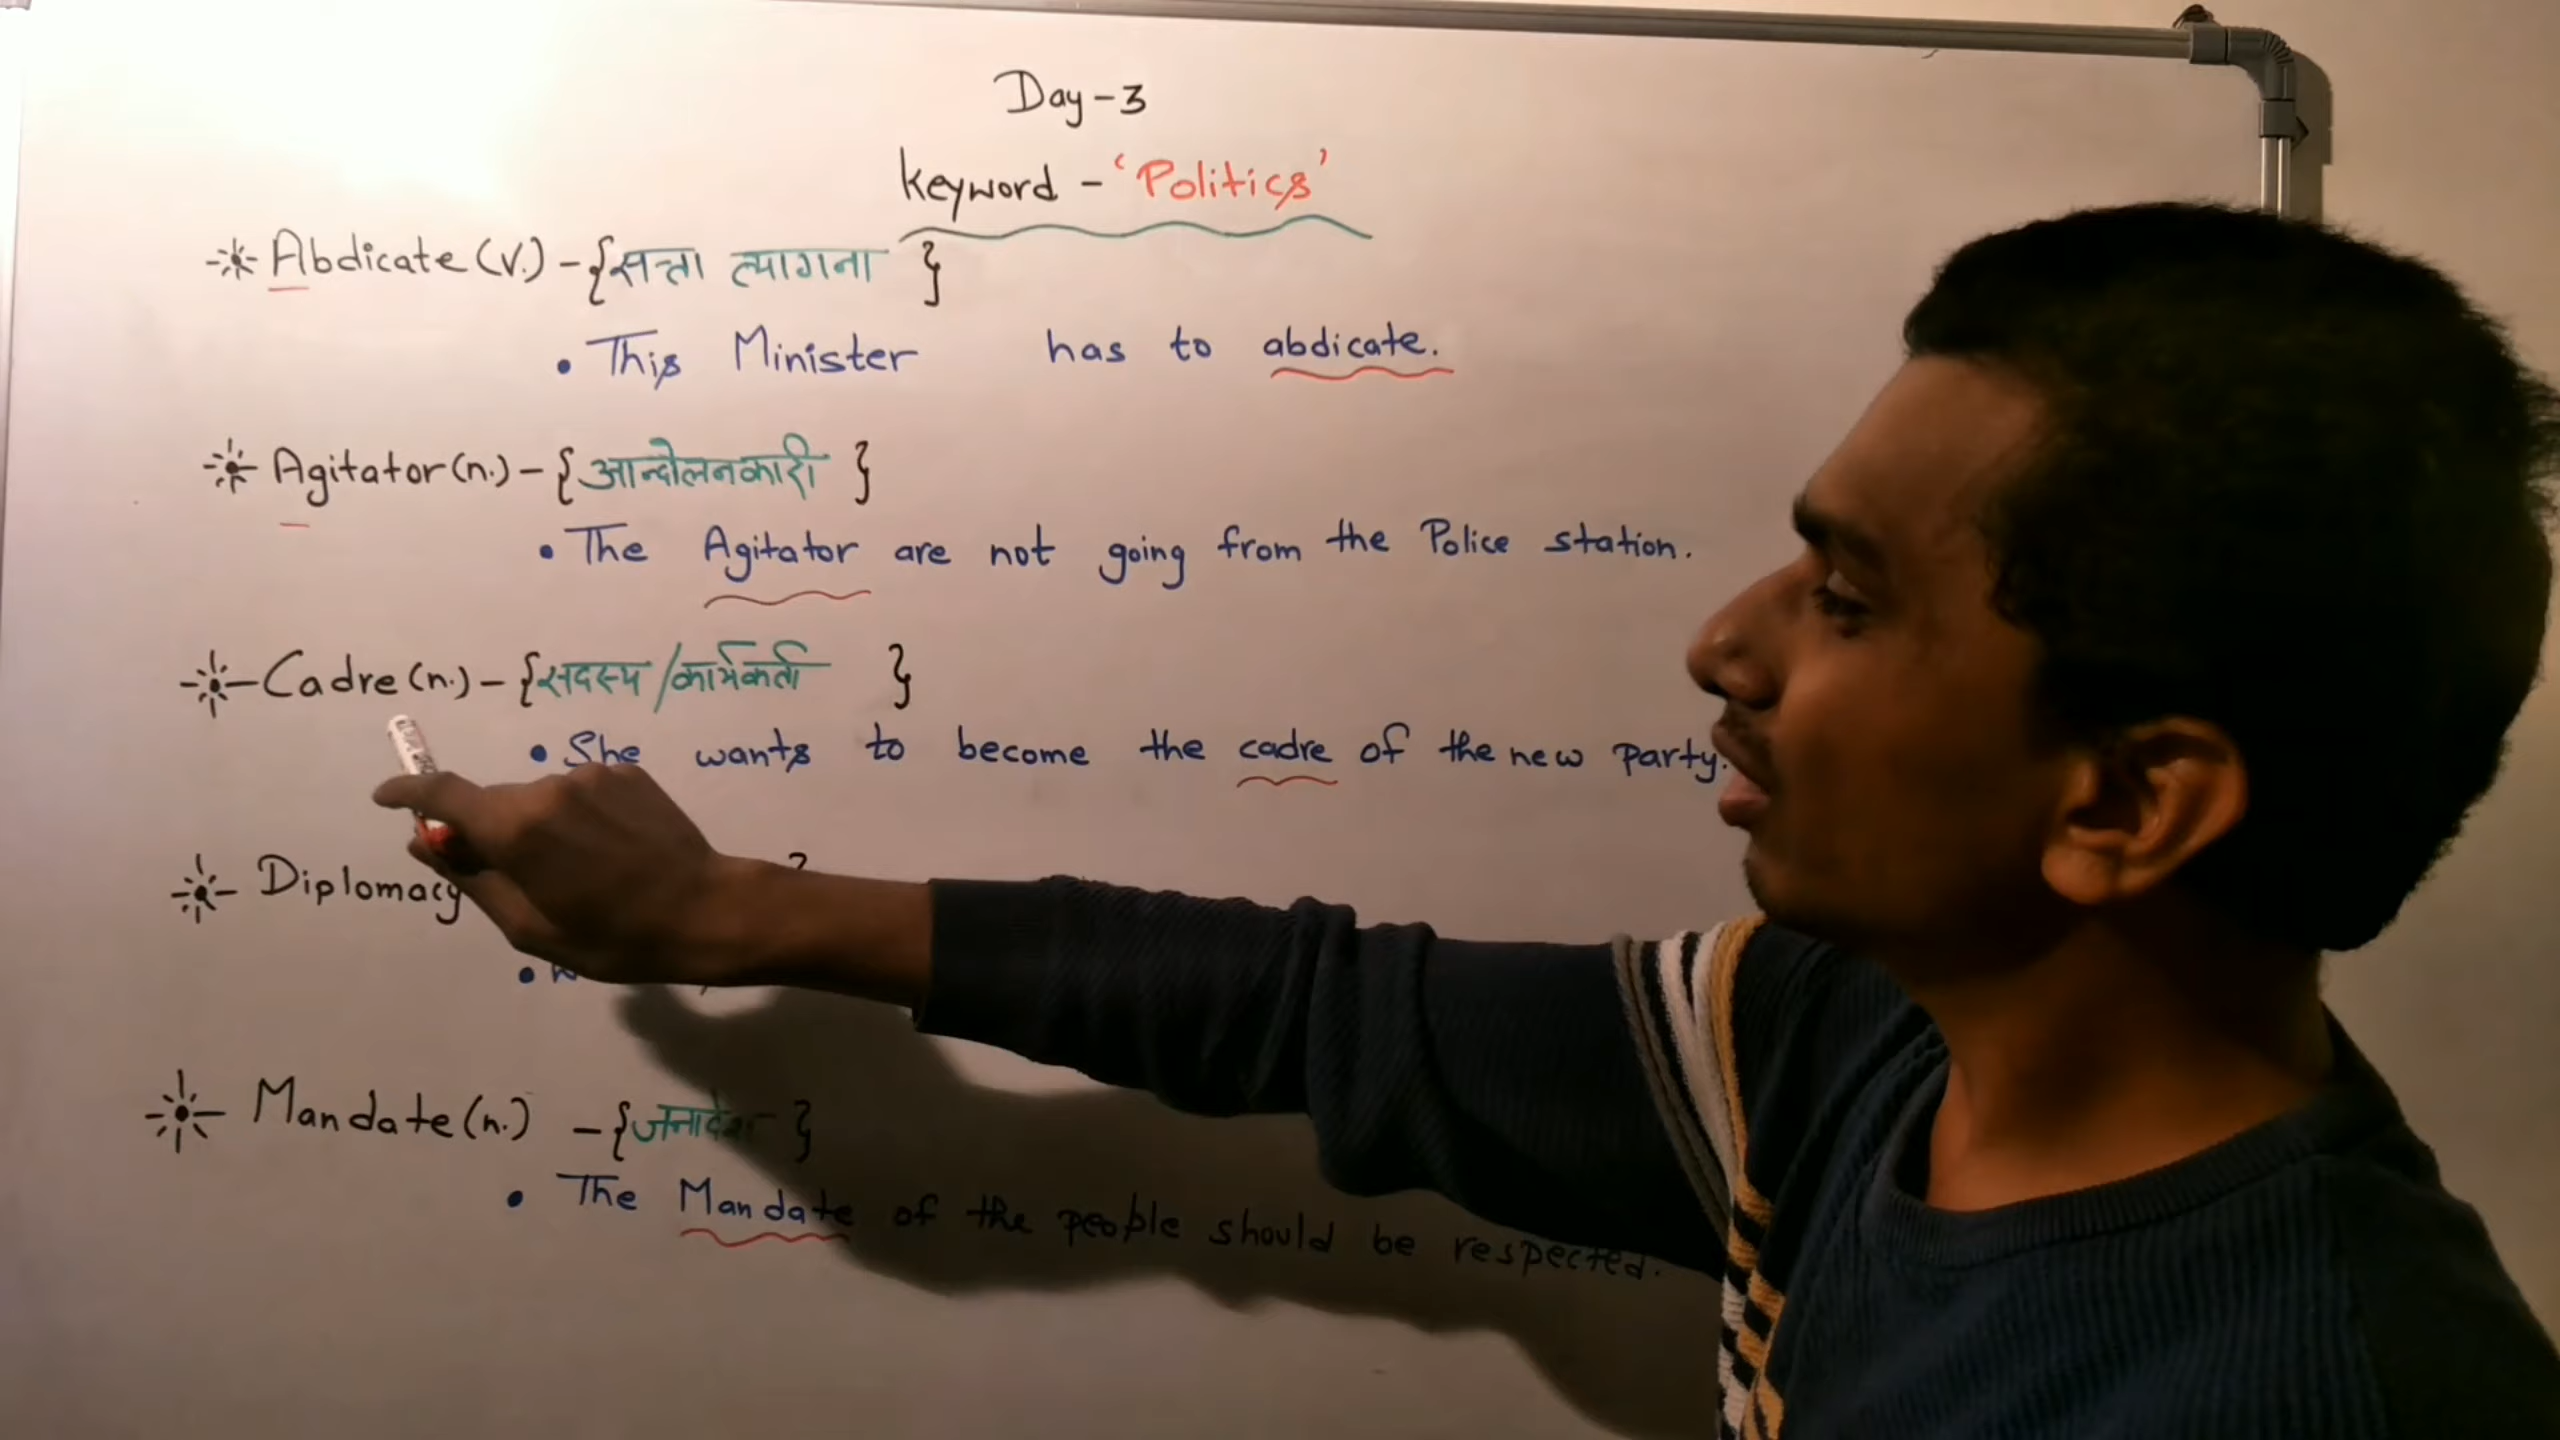 Day-3
Keyword - 'Politics'
Abdicate (v.) - {सत्ता त्यागना }
• This Minister has to abdicate.
Agitator (n.) - {आन्दोलनकारी }
• The Agitator are not going from the Police station.
Cadre (n.) - {सदस्य/कार्यकर्ता }
• She wants to become the cadre of the new party.
Diplomacy }
•
Mandate (n.) - {जनादेश }
• The Mandate of the people should be respected.